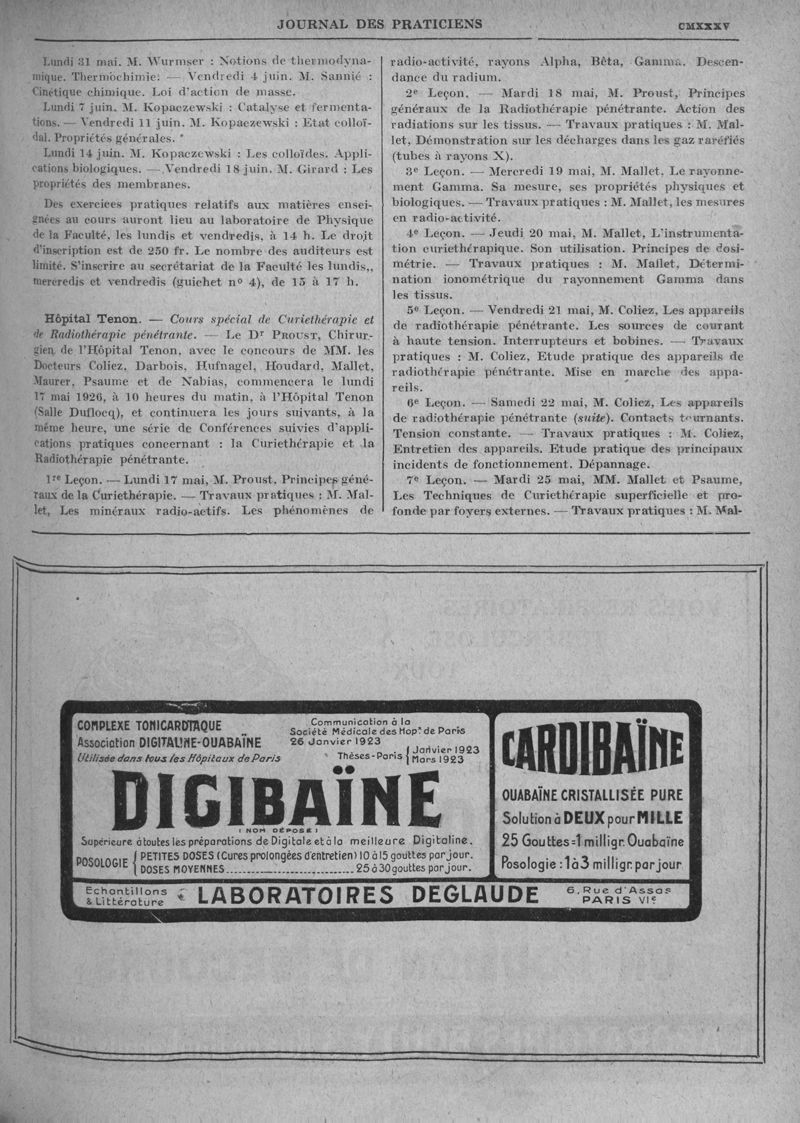 JOURNAL DES PRATICIENS
CMXXXV
Lundi 31 mai. M. Wurmser : Notions de thermodyna-
mique. Thermochimie: — Vendredi 4 juin. M. Sannié :
Cinétique chimique. Loi d'action de masse.
Lundi 7 juin. M. Kopaczewski : Catalyse et fermenta-
tions. — Vendredi 11 juin. M. Kopaczewski : Etat colloï-
dal. Propriétés générales.
Lundi 14 juin. M. Kopaczewski : Les colloïdes. Appli-
cations biologiques. — Vendredi 18 juin. M. Girard : Les
propriétés des membranes.
Des exercices pratiques relatifs aux matières ensei-
gnées au cours auront lieu au laboratoire de Physique
de la Faculté, les lundis et vendredis, à 14 h. Le droit
d'inscription est de 250 fr. Le nombre des auditeurs est
limité. S'inscrire au secrétariat de la Faculté les lundis,,
mercredis et vendredis (guichet n° 4), de 15 à 17 h.
Hôpital Tenon. — Cours spécial de Curiethérapie et
de Radiothérapie pénétrante. — Le Dr PROUST, Chirur-
gien de l'Hôpital Tenon, avec le concours de MM. les
Docteurs Coliez, Darbois, Hufnagel, Houdard, Mallet,
Maurer, Psaume et de Nabias, commencera le lundi
17 mai 1926, à 10 heures du matin, à l'Hôpital Tenon
(Salle Duflocq), et continuera les jours suivants, à la
même heure, une série de Conférences suivies d'appli-
cations pratiques concernant : la Curiethérapie et la
Radiothérapie pénétrante.
1re Leçon. — Lundi 17 mai, M. Proust, Principes géné-
raux de la Curiethérapie. — Travaux pratiques : M. Mal-
let, Les minéraux radio-actifs. Les phénomènes de
radio-activité, rayons Alpha, Bêta, Gamma. Descen-
dance du radium.
2e Leçon. — Mardi 18 mai, M. Proust, Principes
généraux de la Radiothérapie pénétrante. Action des
radiations sur les tissus. — Travaux pratiques : M. Mal-
let, Démonstration sur les décharges dans les gaz raréfiés
(tubes à rayons X).
3e Leçon. — Mercredi 19 mai, M. Mallet, Le rayonne-
ment Gamma. Sa mesure, ses propriétés physiques et
biologiques. — Travaux pratiques : M. Mallet, les mesures
en radio-activité.
4e Leçon. — Jeudi 20 mai, M. Mallet, L'instrumenta-
tion curiethérapique. Son utilisation. Principes de dosi-
métrie. — Travaux pratiques : M. Mallet, Détermi-
nation ionométrique du rayonnement Gamma dans
les tissus.
5e Leçon. — Vendredi 21 mai, M. Coliez, Les appareils
de radiothérapie pénétrante. Les sources de courant
à haute tension. Interrupteurs et bobines. — Travaux
pratiques : M. Coliez, Etude pratique des appareils de
radiothérapie pénétrante. Mise en marche des appa-
reils.
6e Leçon. — Samedi 22 mai, M. Coliez, Les appareils
de radiothérapie pénétrante (suite). Contacts tournants.
Tension constante. — Travaux pratiques : M. Coliez,
Entretien des appareils. Etude pratique des principaux
incidents de fonctionnement. Dépannage.
7e Leçon. — Mardi 25 mai, MM. Mallet et Psaume,
Les Techniques de Curiethérapie superficielle et pro-
fonde par foyers externes. — Travaux pratiques : M. Mal-
COMPLEXE TONICARDIAQUE
Association DIGITALINE-OUABAÏNE
Utilisée dans tous les Hôpitaux de Paris
Communication à la
Société Médicale des Hopx de Paris
26 Janvier 1923
Thèses-Paris { Janvier 1923
Mars 1923
DIGIBAÏNE
( NOM DÉPOSÉ )
Supérieure à toutes les préparations de Digitale et à la meilleure Digitaline.
POSOLOGIE { PETITES DOSES (Cures prolongées d'entretien) 10 à 15 gouttes par jour.
DOSES MOYENNES............................25 à 30 gouttes par jour.
CARDIBAÏNE
OUABAÏNE CRISTALLISÉE PURE
Solution à DEUX pour MILLE
25 Gouttes=1 milligr. Ouabaïne
Posologie : 1 à 3 milligr. par jour
Echantillons
& Littérature
LABORATOIRES DEGLAUDE
6, Rue d'Assas
PARIS VIe